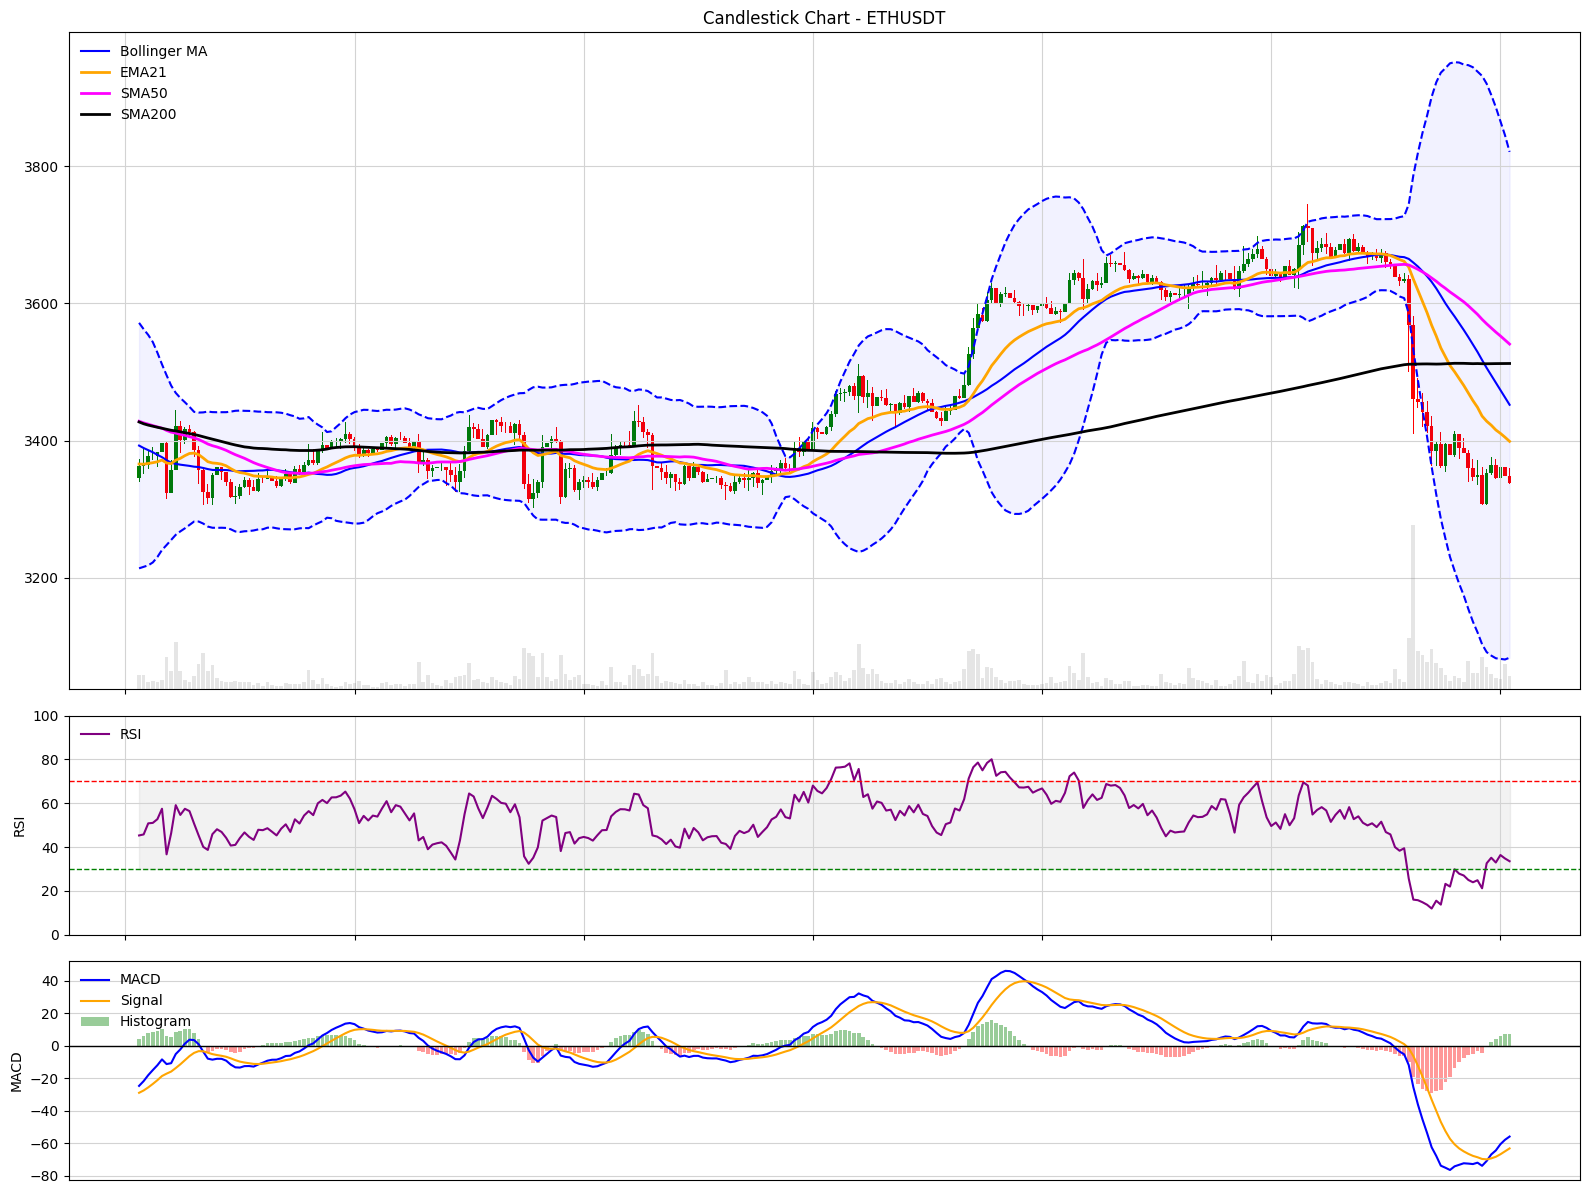 Candlestick Chart - ETHUSDT
Bollinger MA
EMA21
SMA50
SMA200
3800
3600
3400
3200
RSI
100
80
60
40
20
0
RSI
MACD
Signal
Histogram
40
20
0
−20
−40
−60
−80
MACD